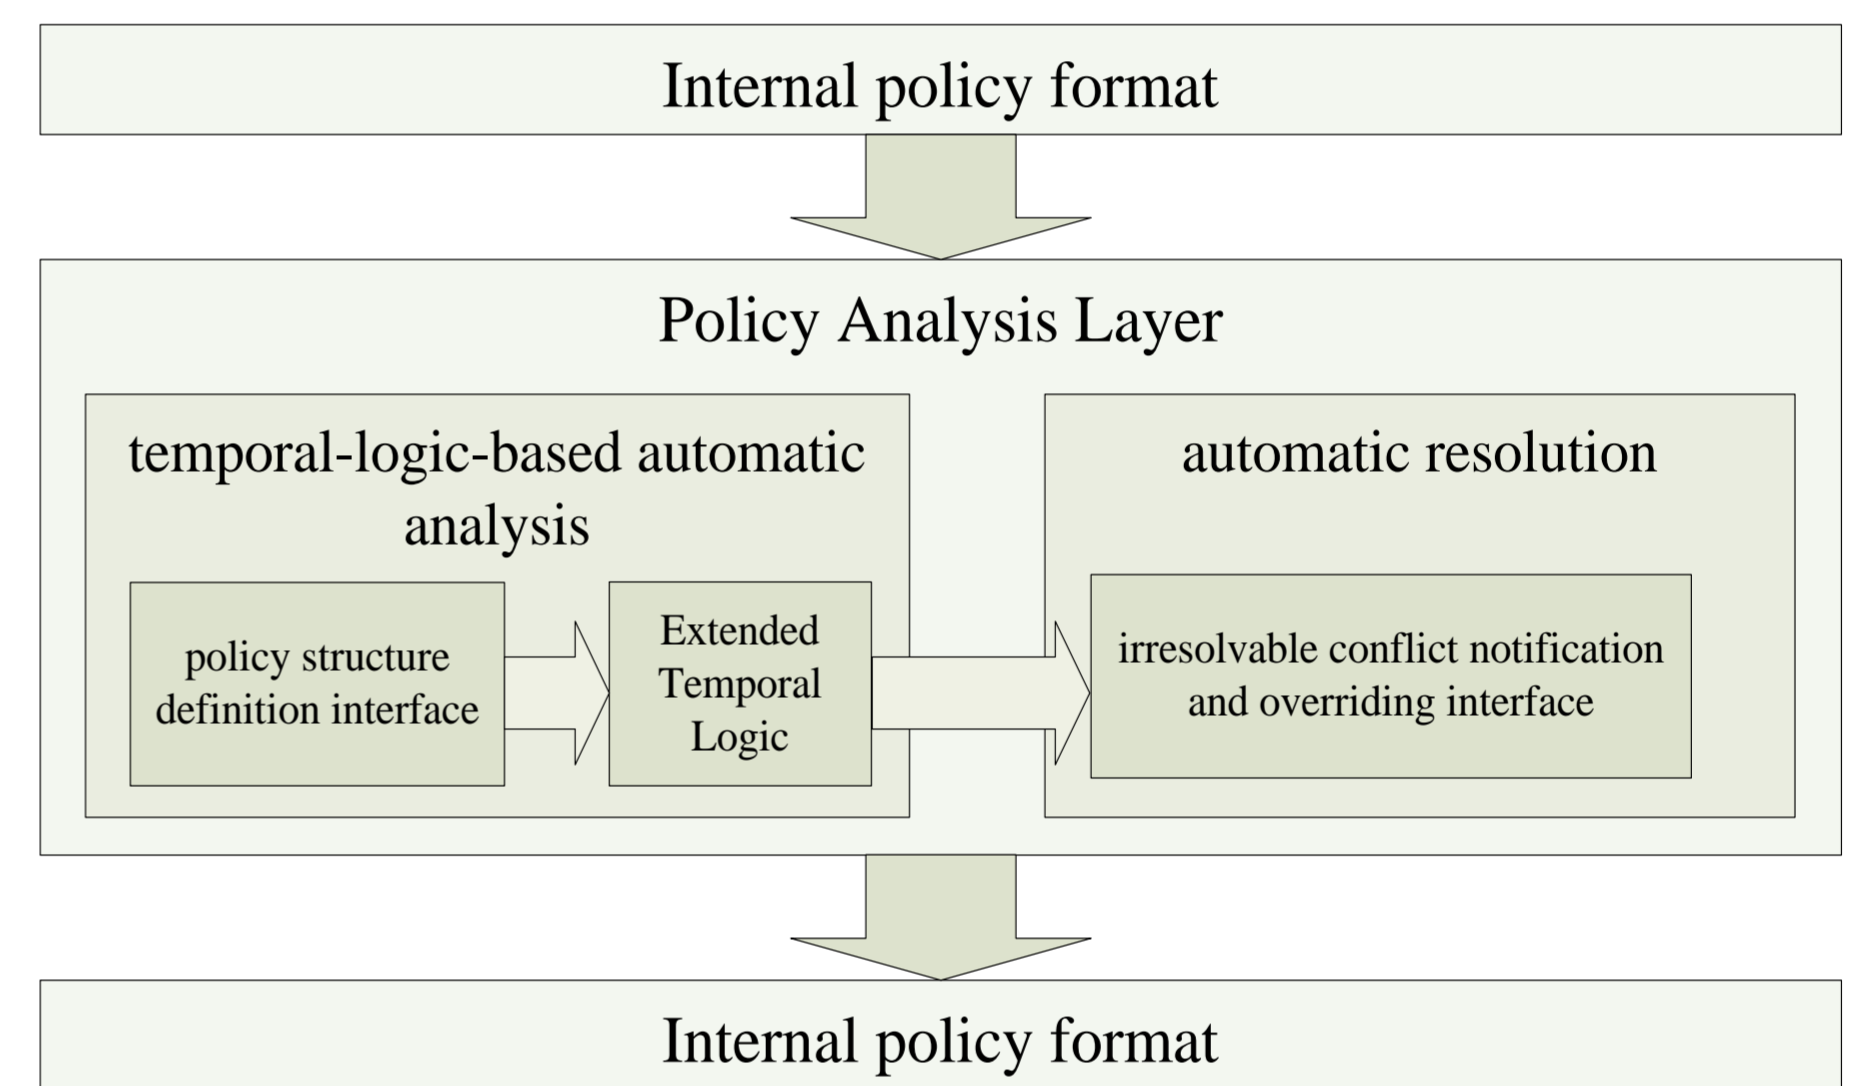 Internal policy format
Policy Analysis Layer
temporal-logic-based automatic
analysis
policy structure
definition interface
Extended
Temporal
Logic
automatic resolution
irresolvable conflict notification
and overriding interface
Internal policy format